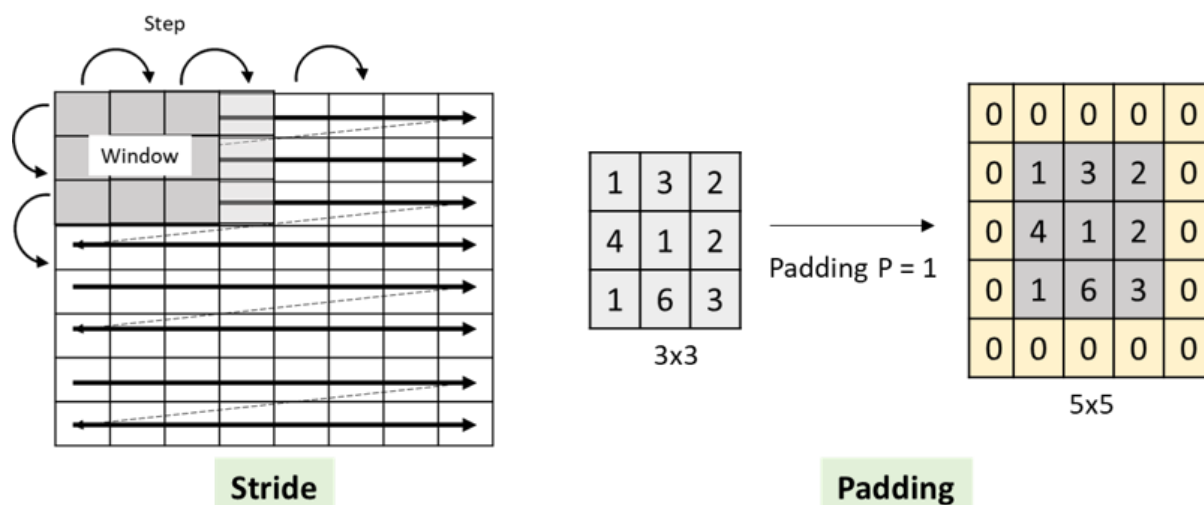 Step
Window
Stride
1 3 2
4 1 2
1 6 3
3x3
Padding P = 1
0 0 0 0 0
0 1 3 2 0
0 4 1 2 0
0 1 6 3 0
0 0 0 0 0
5x5
Padding